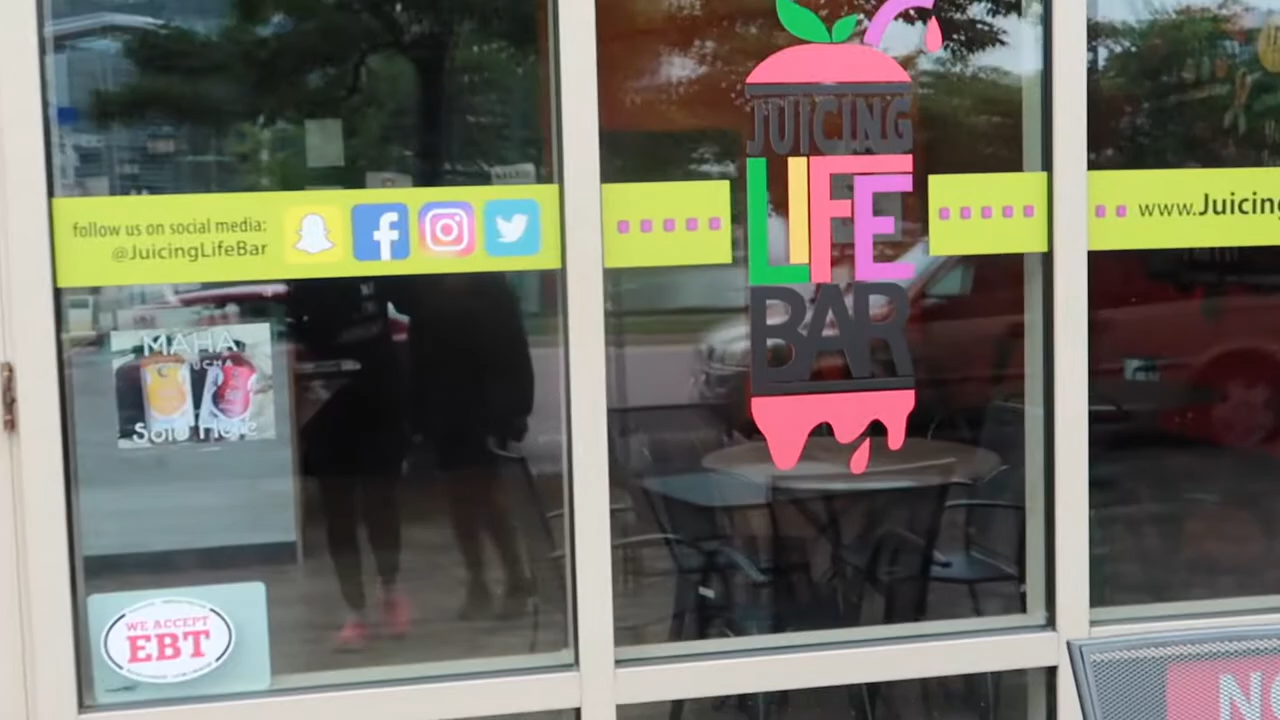 follow us on social media:
@JuicingLifeBar
JUICING
LIFE
BAR
www.Juicing
MAHA
Sold Here
WE ACCEPT
EBT